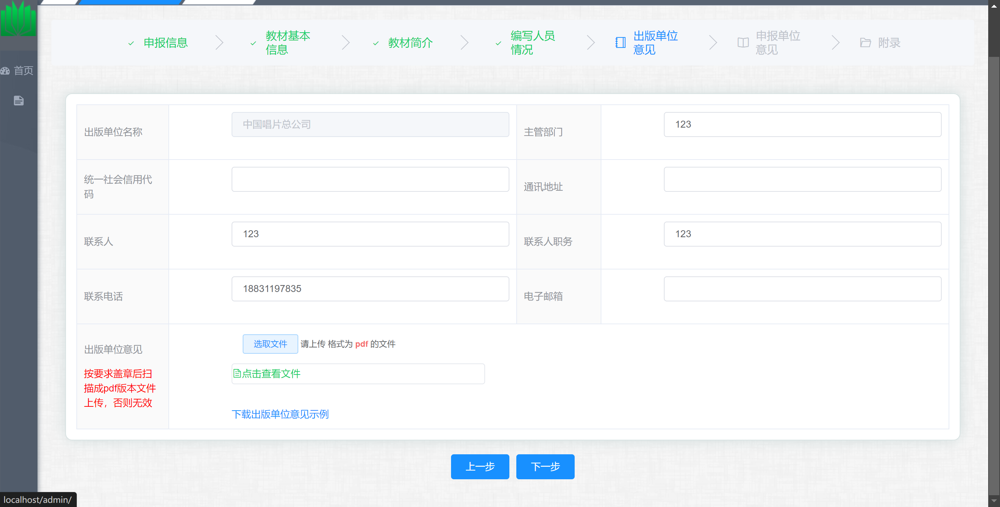 申报信息
教材基本
信息
教材简介
编写人员
情况
出版单位
意见
申报单位
意见
附录
首页
出版单位名称
中国唱片总公司
主管部门
123
统一社会信用代
码
通讯地址
联系人
123
联系人职务
123
联系电话
18831197835
电子邮箱
出版单位意见
按要求盖章后扫
描成pdf版本文件
上传，否则无效
选取文件 请上传 格式为 pdf 的文件
点击查看文件
下载出版单位意见示例
上一步
下一步
localhost/admin/